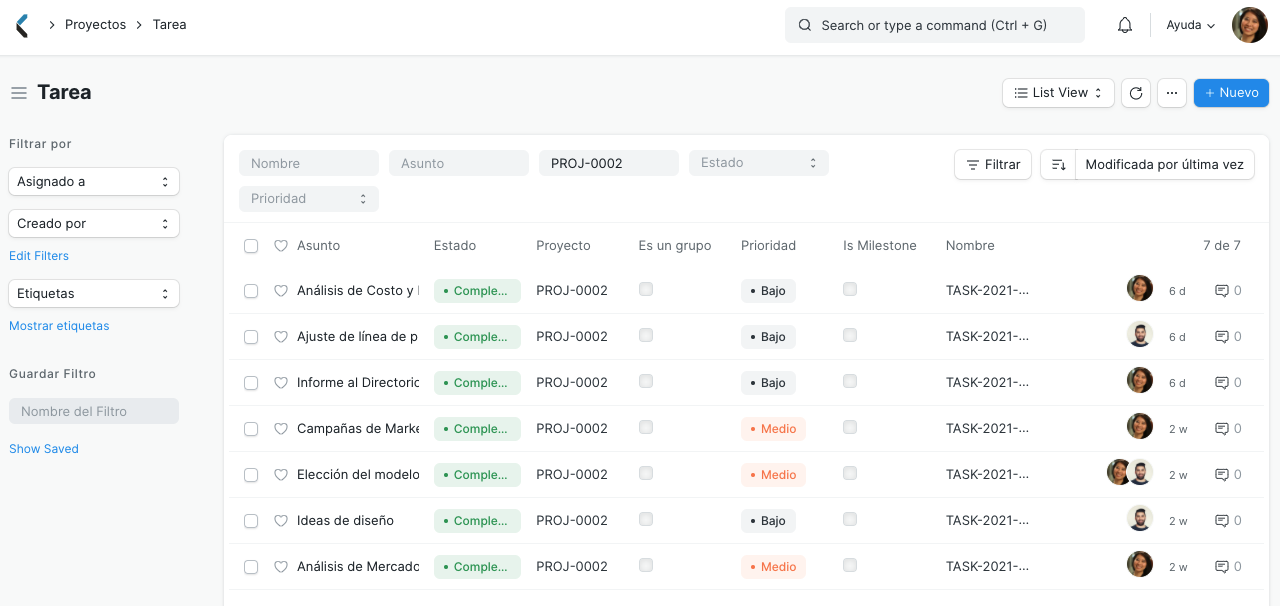 Proyectos Tarea Search or type a command (Ctrl + G) Ayuda
Tarea List View ... + Nuevo
Filtrar por
Asignado a
Creado por
Edit Filters
Etiquetas
Mostrar etiquetas
Guardar Filtro
Nombre del Filtro
Show Saved
Nombre Asunto PROJ-0002 Estado Filtrar Modificada por última vez
Prioridad
Asunto Estado Proyecto Es un grupo Prioridad Is Milestone Nombre 7 de 7
Análisis de Costo y Comple... PROJ-0002 Bajo TASK-2021-... 6 d 0
Ajuste de línea de p Comple... PROJ-0002 Bajo TASK-2021-... 6 d 0
Informe al Directorio Comple... PROJ-0002 Bajo TASK-2021-... 6 d 0
Campañas de Marke Comple... PROJ-0002 Medio TASK-2021-... 2 w 0
Elección del modelo Comple... PROJ-0002 Medio TASK-2021-... 2 w 0
Ideas de diseño Comple... PROJ-0002 Bajo TASK-2021-... 2 w 0
Análisis de Mercado Comple... PROJ-0002 Medio TASK-2021-... 2 w 0